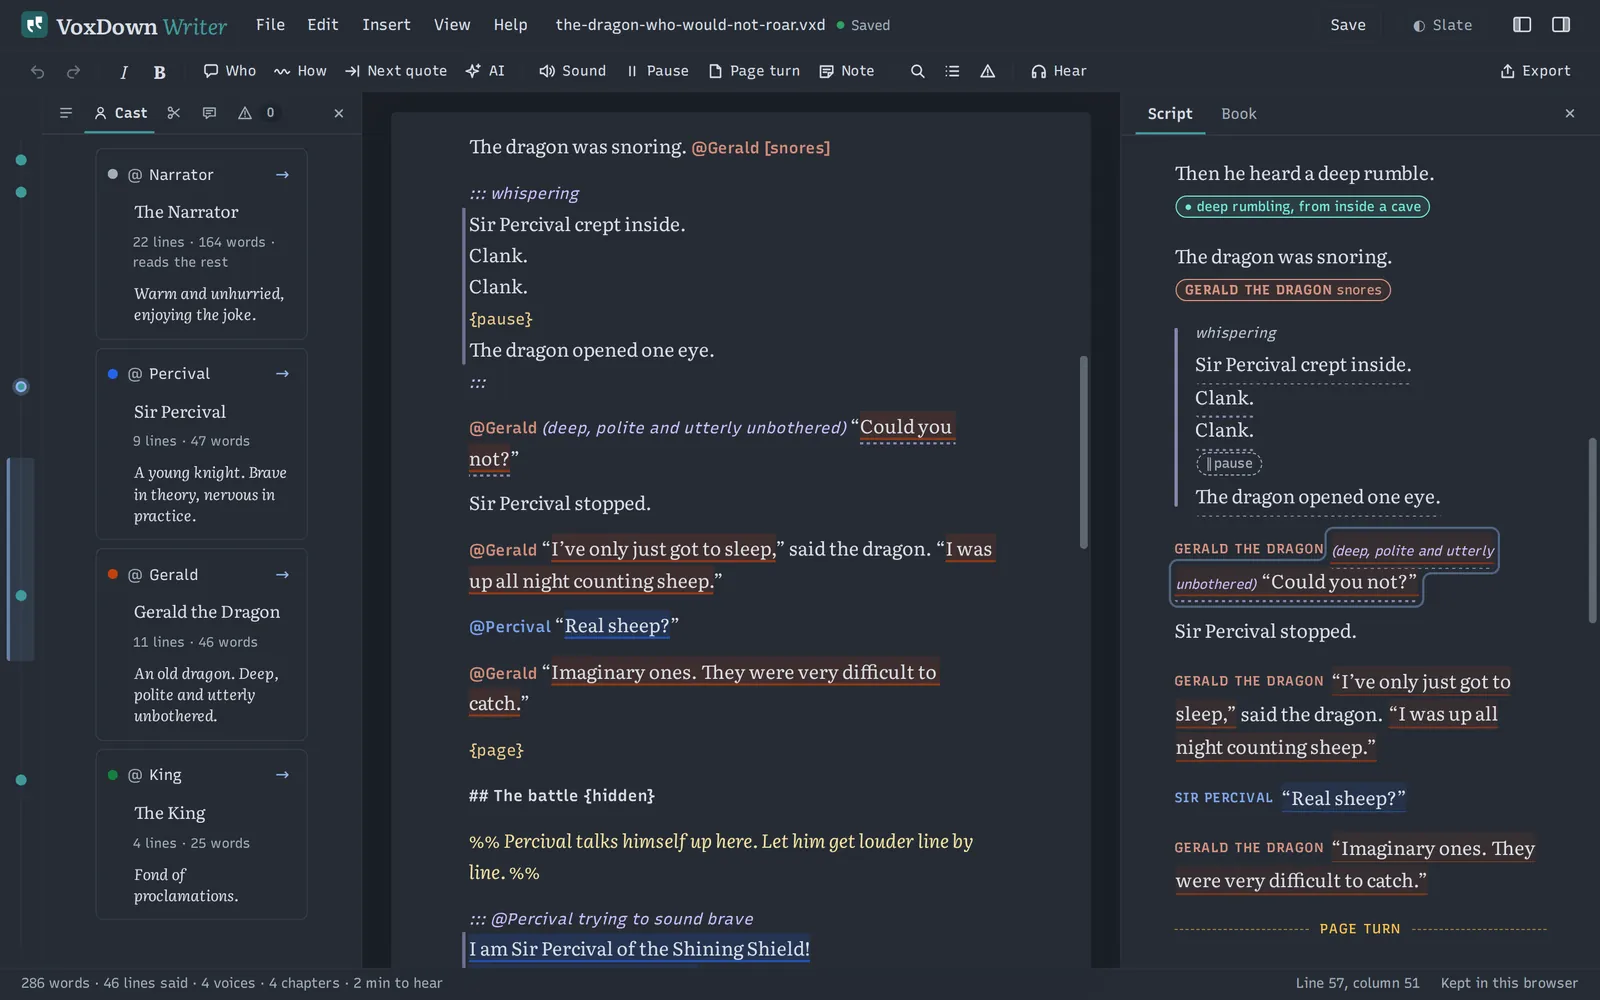 VoxDown Writer File Edit Insert View Help the-dragon-who-would-not-roar.vxd Saved Save Slate
I B Who How Next quote AI Sound Pause Page turn Note Hear Export
Cast 0
@ Narrator
The Narrator
22 lines · 164 words ·
reads the rest
Warm and unhurried,
enjoying the joke.
@ Percival
Sir Percival
9 lines · 47 words
A young knight. Brave
in theory, nervous in
practice.
@ Gerald
Gerald the Dragon
11 lines · 46 words
An old dragon. Deep,
polite and utterly
unbothered.
@ King
The King
4 lines · 25 words
Fond of
proclamations.
The dragon was snoring. @Gerald [snores]
::: whispering
Sir Percival crept inside.
Clank.
Clank.
{pause}
The dragon opened one eye.
:::
@Gerald (deep, polite and utterly unbothered) “Could you
not?”
Sir Percival stopped.
@Gerald “I’ve only just got to sleep,” said the dragon. “I was
up all night counting sheep.”
@Percival “Real sheep?”
@Gerald “Imaginary ones. They were very difficult to
catch.”
{page}
## The battle {hidden}
%% Percival talks himself up here. Let him get louder line by
line. %%
::: @Percival trying to sound brave
I am Sir Percival of the Shining Shield!
Script Book
Then he heard a deep rumble.
deep rumbling, from inside a cave
The dragon was snoring.
GERALD THE DRAGON snores
whispering
Sir Percival crept inside.
Clank.
Clank.
pause
The dragon opened one eye.
GERALD THE DRAGON (deep, polite and utterly
unbothered) “Could you not?”
Sir Percival stopped.
GERALD THE DRAGON “I’ve only just got to
sleep,” said the dragon. “I was up all
night counting sheep.”
SIR PERCIVAL “Real sheep?”
GERALD THE DRAGON “Imaginary ones. They
were very difficult to catch.”
PAGE TURN
286 words · 46 lines said · 4 voices · 4 chapters · 2 min to hear
Line 57, column 51 Kept in this browser